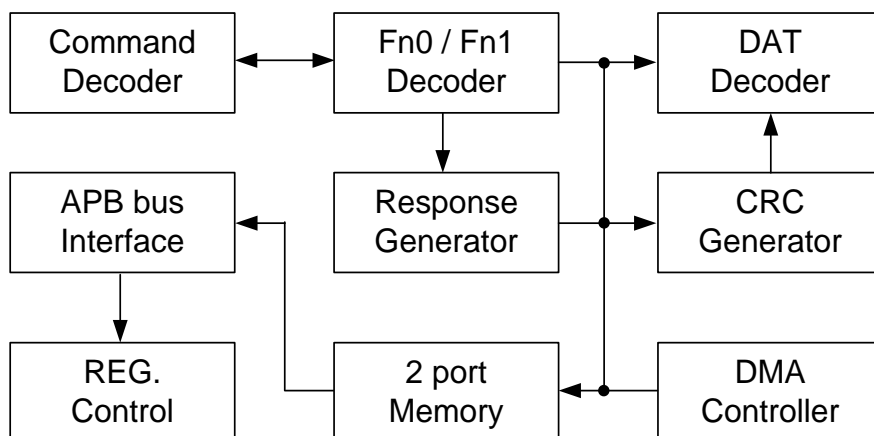 Command
Decoder
Fn0 / Fn1
Decoder
DAT
Decoder
APB bus
Interface
Response
Generator
CRC
Generator
REG.
Control
2 port
Memory
DMA
Controller